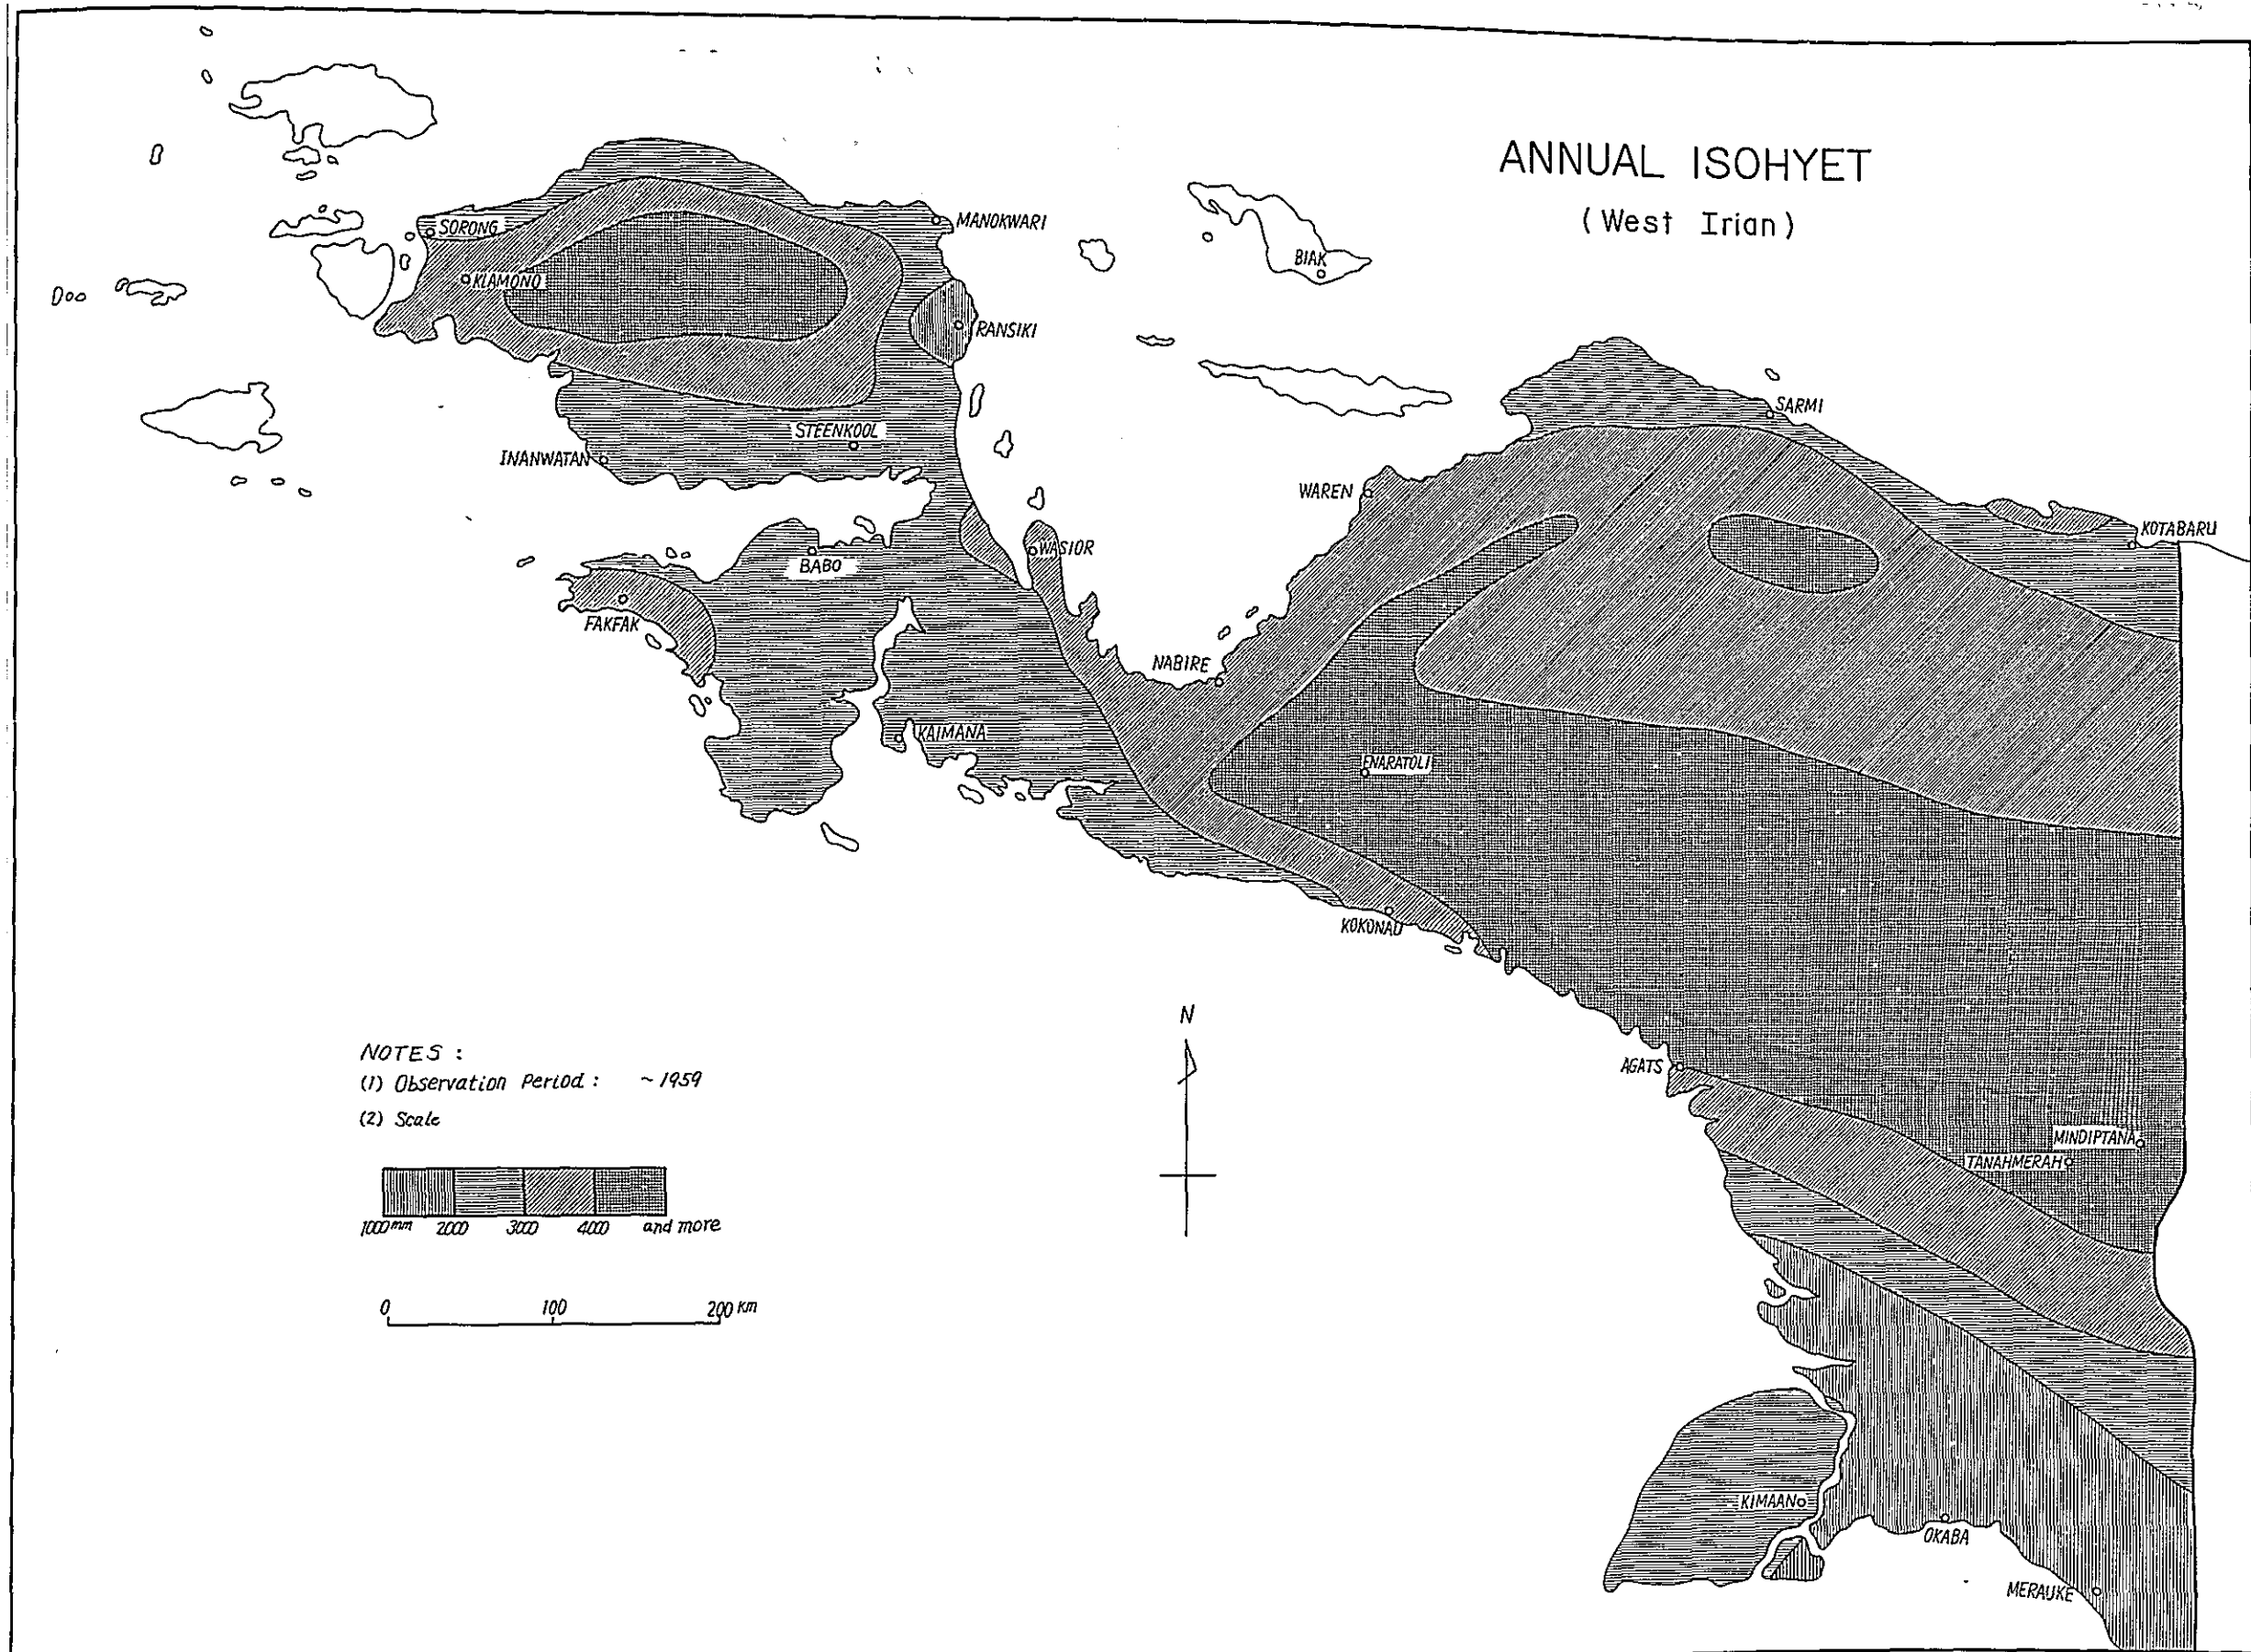 ANNUAL ISOHYET
(West Irian)
SORONG
MANOKWARI
KLAMONO
BIAK
RANSIKI
SARMI
STEENKOOL
INANWATAN
WAREN
KOTABARU
WASIOR
BABO
FAKFAK
NABIRE
KAIMANA
ENARATOLI
KOKONAU
AGATS
MINDIPTANA
TANAHMERAH
KIMAAN
OKABA
MERAUKE
N
NOTES :
(1) Observation Period : ~ 1959
(2) Scale
1000mm 2000 3000 4000 and more
0 100 200 Km